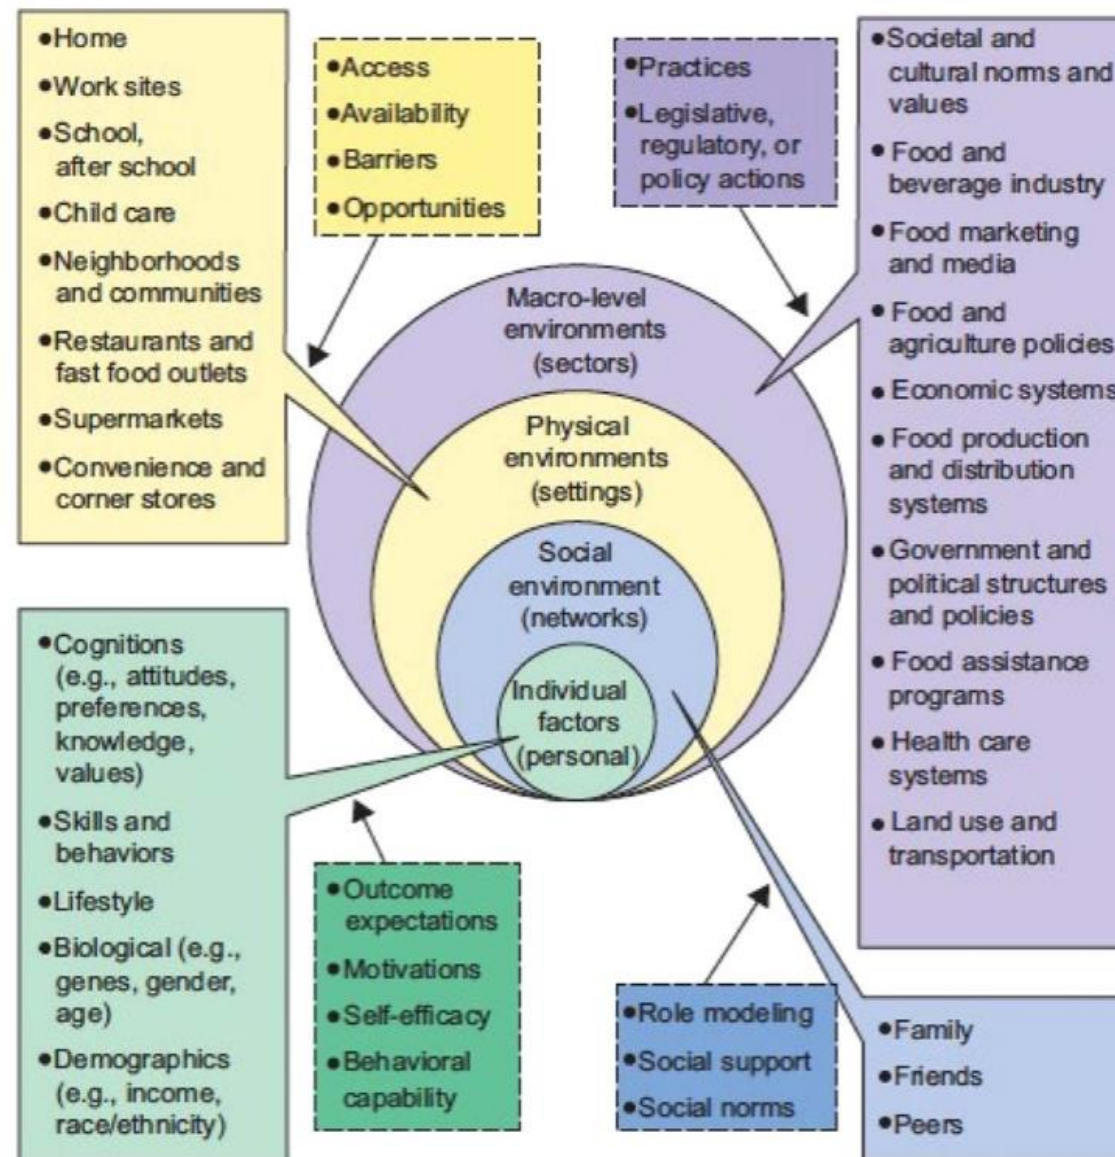 •Home
•Work sites
•School,
after school
•Child care
•Neighborhoods
and communities
•Restaurants and
fast food outlets
•Supermarkets
•Convenience and
corner stores
•Access
•Availability
•Barriers
•Opportunities
•Practices
•Legislative,
regulatory, or
policy actions
•Societal and
cultural norms and
values
•Food and
beverage industry
•Food marketing
and media
•Food and
agriculture policies
•Economic systems
•Food production
and distribution
systems
•Government and
political structures
and policies
•Food assistance
programs
•Health care
systems
•Land use and
transportation
Macro-level
environments
(sectors)
Physical
environments
(settings)
Social
environment
(networks)
Individual
factors
(personal)
•Cognitions
(e.g., attitudes,
preferences,
knowledge,
values)
•Skills and
behaviors
•Lifestyle
•Biological (e.g.,
genes, gender,
age)
•Demographics
(e.g., income,
race/ethnicity)
•Outcome
expectations
•Motivations
•Self-efficacy
•Behavioral
capability
•Role modeling
•Social support
•Social norms
•Family
•Friends
•Peers